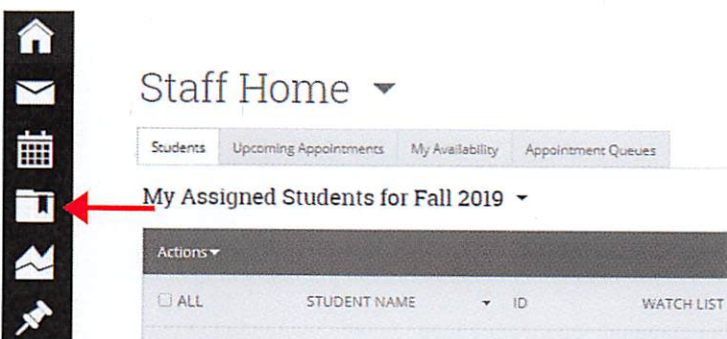 Staff Home
Students Upcoming Appointments My Availability Appointment Queues
My Assigned Students for Fall 2019
Actions
ALL STUDENT NAME ID WATCH LIST